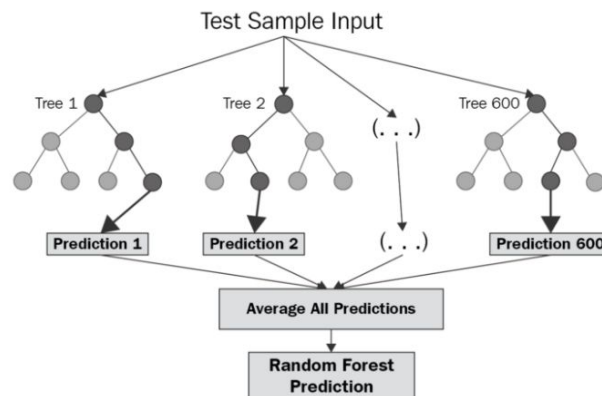 Test Sample Input
Tree 1
Tree 2
Tree 600
(. . .)
Prediction 1
Prediction 2
(. . .)
Prediction 600
Average All Predictions
Random Forest
Prediction